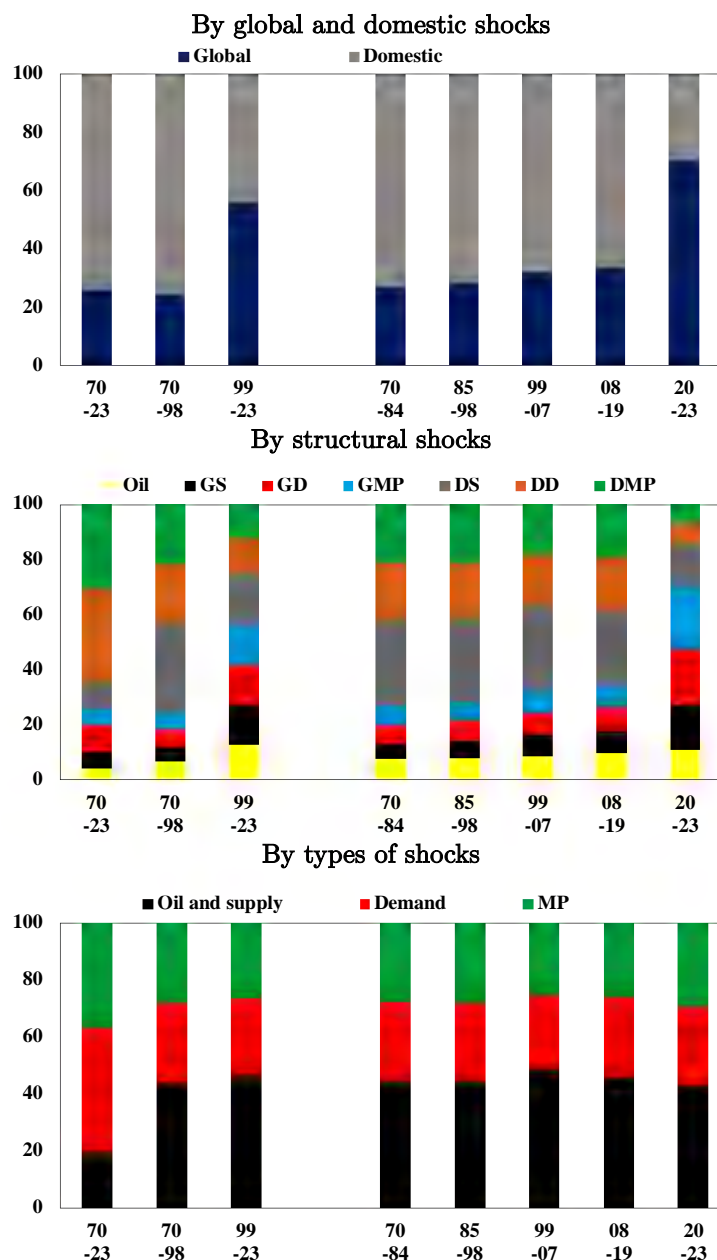 By global and domestic shocks
Global Domestic
100
80
60
40
20
0
70 70 99 70 85 99 08 20
-23 -98 -23 -84 -98 -07 -19 -23
By structural shocks
Oil GS GD GMP DS DD DMP
100
80
60
40
20
0
70 70 99 70 85 99 08 20
-23 -98 -23 -84 -98 -07 -19 -23
By types of shocks
Oil and supply Demand MP
100
80
60
40
20
0
70 70 99 70 85 99 08 20
-23 -98 -23 -84 -98 -07 -19 -23